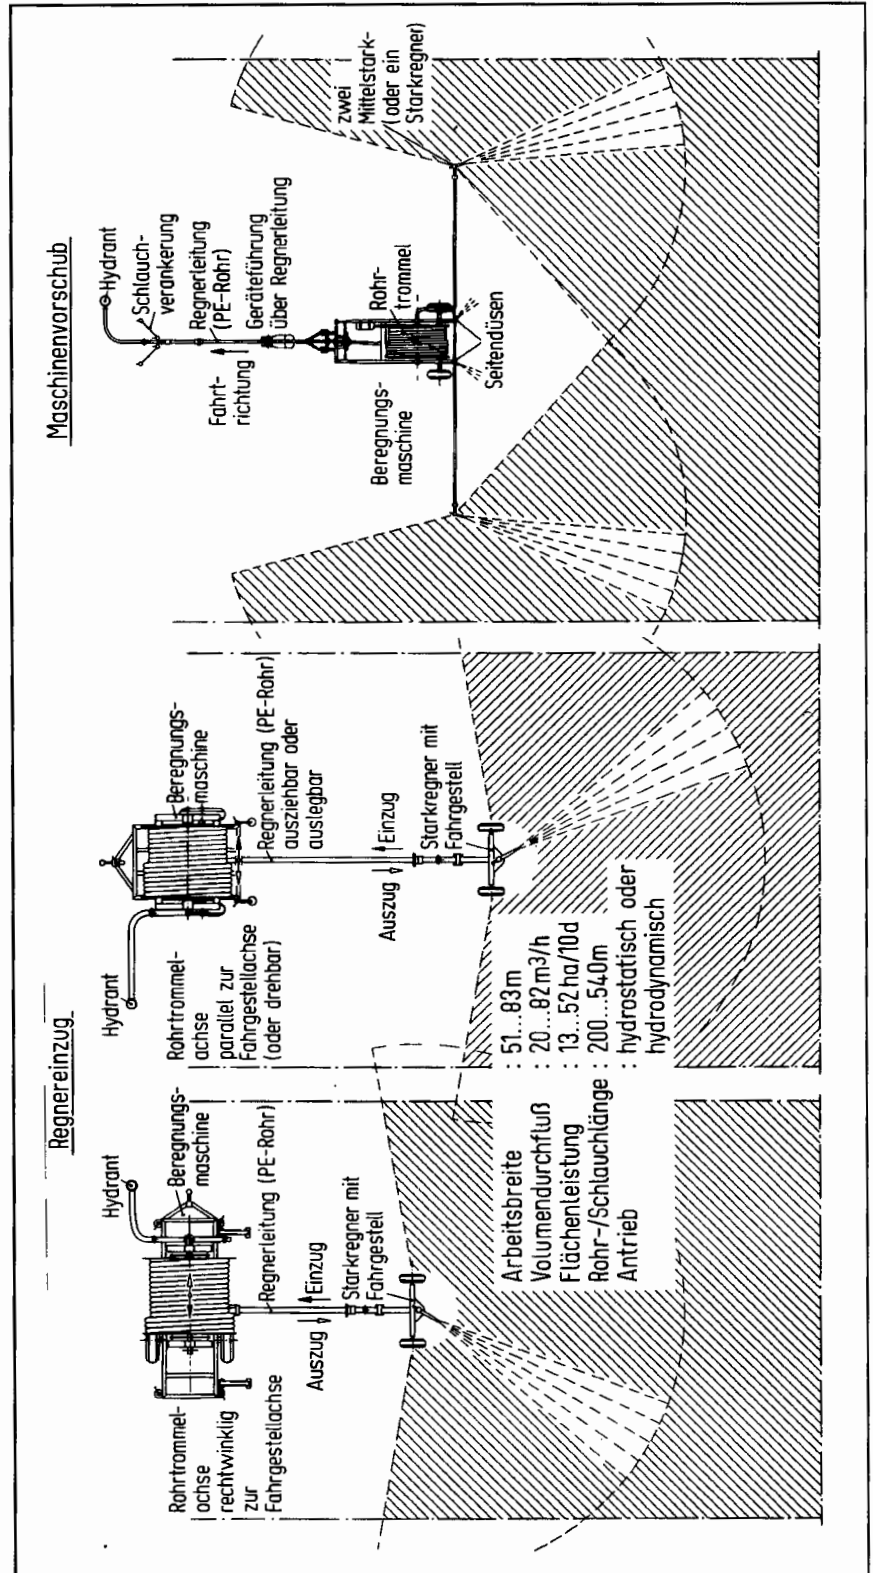 Regnereinzug
Maschinenvorschub
Hydrant
Beregnungs-
maschine
Rohrtrommel-
achse
rechtwinklig
zur
Fahrgestellachse
Regnerleitung (PE-Rohr)
Auszug
Einzug
Starkregner mit
Fahrgestell
Hydrant
Beregnungs-
maschine
Rohrtrommel-
achse
parallel zur
Fahrgestellachse
(oder drehbar)
Regnerleitung (PE-Rohr)
ausziehbar oder
auslegbar
Auszug
Einzug
Starkregner mit
Fahrgestell
Arbeitsbreite : 51...83m
Volumendurchfluß : 20...82m3/h
Flächenleistung : 13...52ha/10d
Rohr-/Schlauchlänge : 200...540m
Antrieb : hydrostatisch oder
hydrodynamisch
Hydrant
Schlauch-
verankerung
Regnerleitung
(PE-Rohr)
Fahrt-
richtung
Geräteführung
über Regnerleitung
Beregnungs-
maschine
Rohr-
trommel
Seitendüsen
zwei
Mittelstark-
(oder ein
Starkregner)